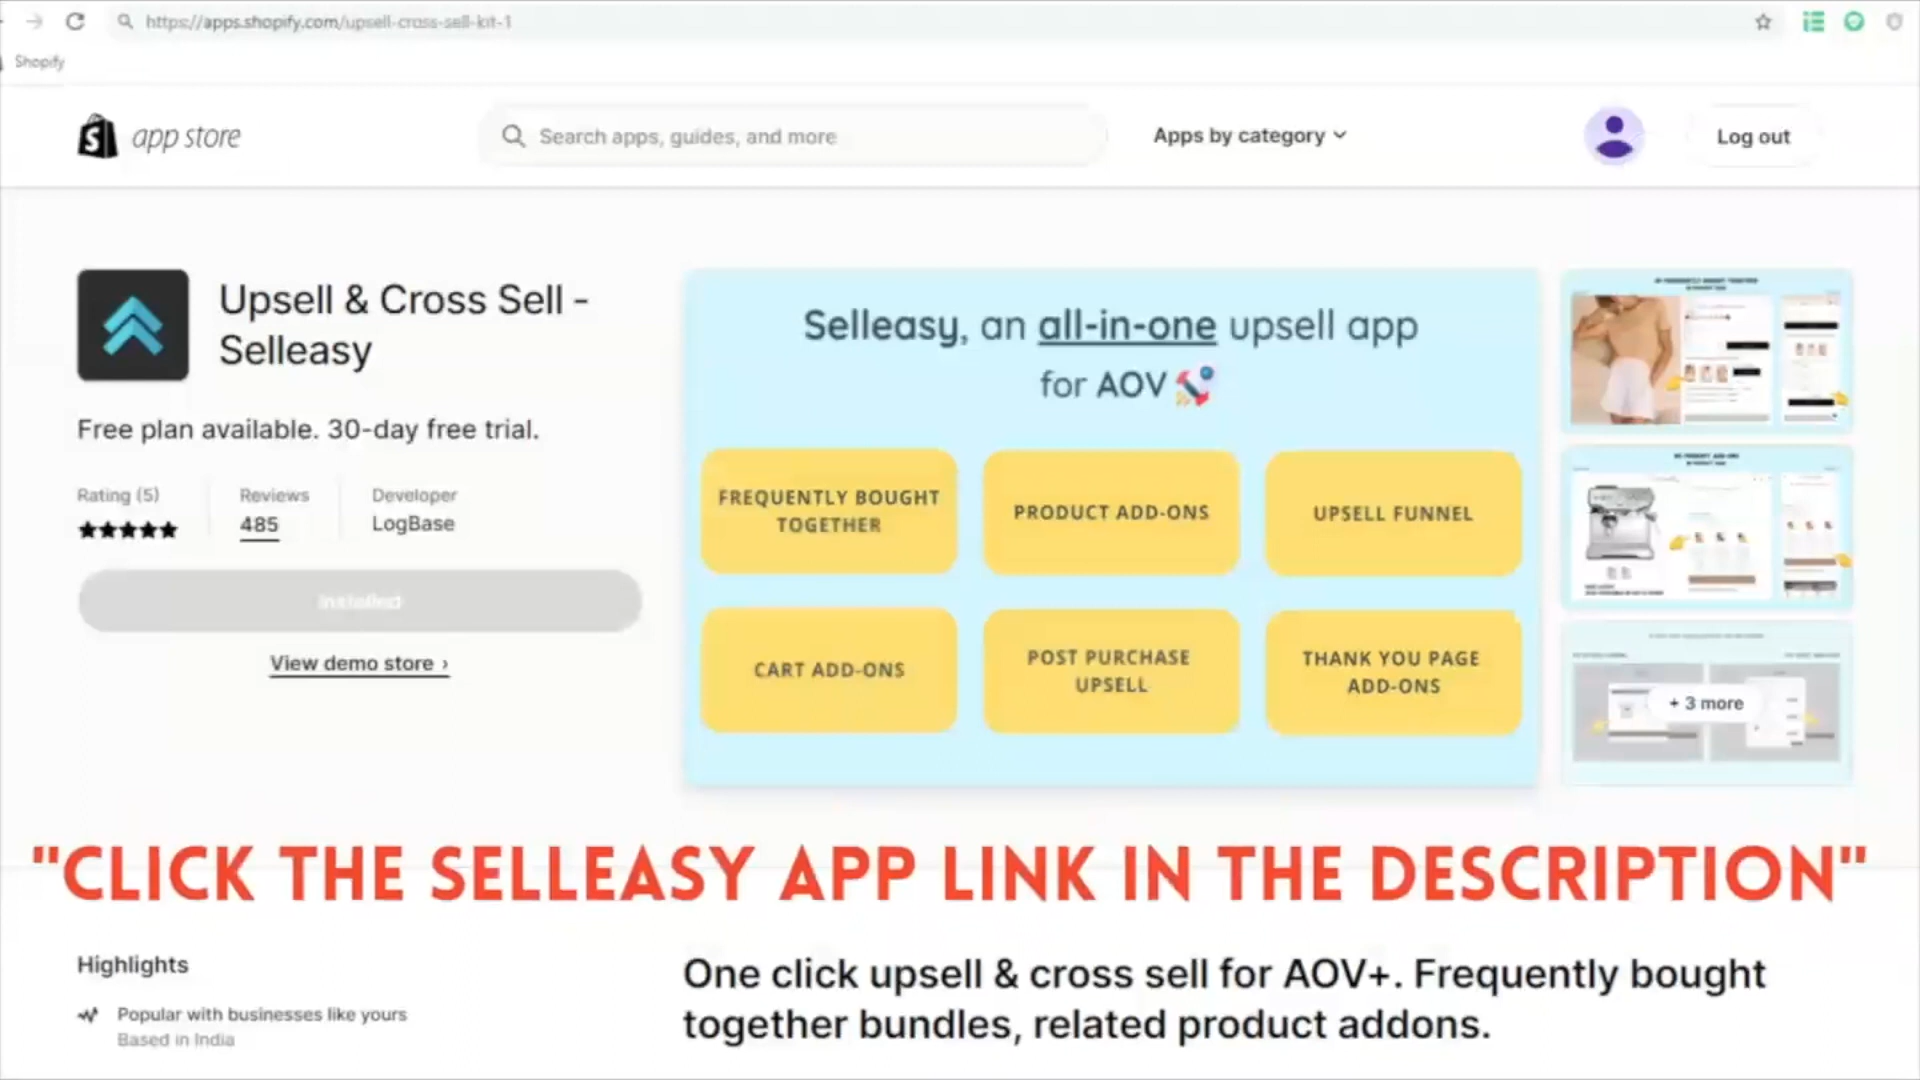 https://apps.shopify.com/upsell-cross-sell-kit-1
Shopify
app store
Search apps, guides, and more
Apps by category
Log out
Upsell & Cross Sell -
Selleasy
Free plan available. 30-day free trial.
Rating (5)
Reviews
Developer
485
LogBase
Installed
View demo store ›
Selleasy, an all-in-one upsell app
for AOV
FREQUENTLY BOUGHT
TOGETHER
PRODUCT ADD-ONS
UPSELL FUNNEL
CART ADD-ONS
POST PURCHASE
UPSELL
THANK YOU PAGE
ADD-ONS
+ 3 more
"CLICK THE SELLEASY APP LINK IN THE DESCRIPTION"
Highlights
Popular with businesses like yours
Based in India
One click upsell & cross sell for AOV+. Frequently bought
together bundles, related product addons.